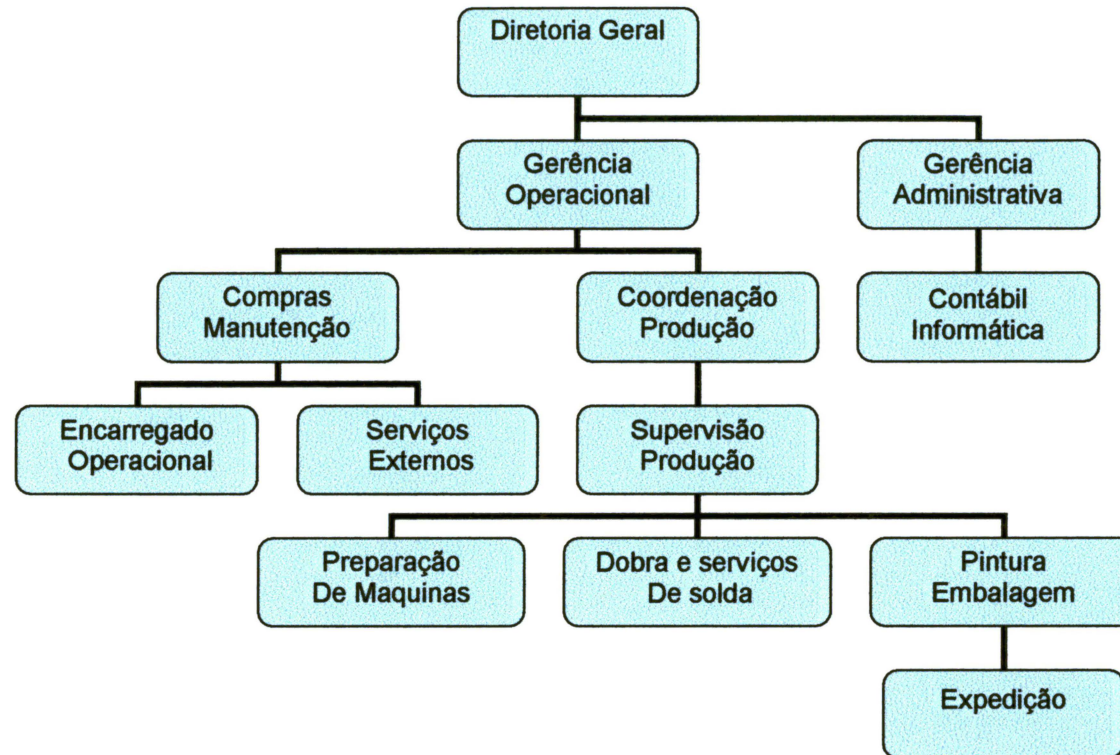 Diretoria Geral
Gerência
Operacional
Gerência
Administrativa
Compras
Manutenção
Coordenação
Produção
Contábil
Informática
Encarregado
Operacional
Serviços
Externos
Supervisão
Produção
Preparação
De Maquinas
Dobra e serviços
De solda
Pintura
Embalagem
Expedição